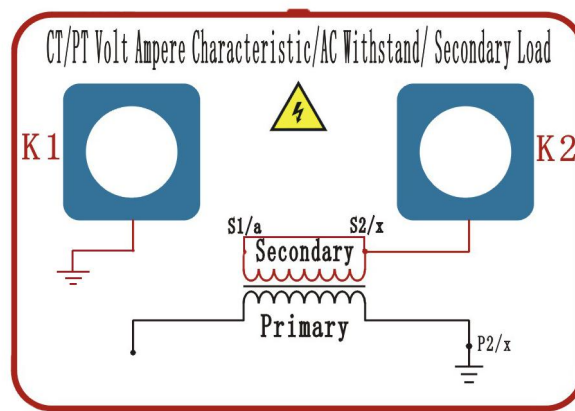 CT/PT Volt Ampere Characteristic/AC Withstand/ Secondary Load
K1
K2
S1/a
S2/x
Secondary
Primary
P2/x